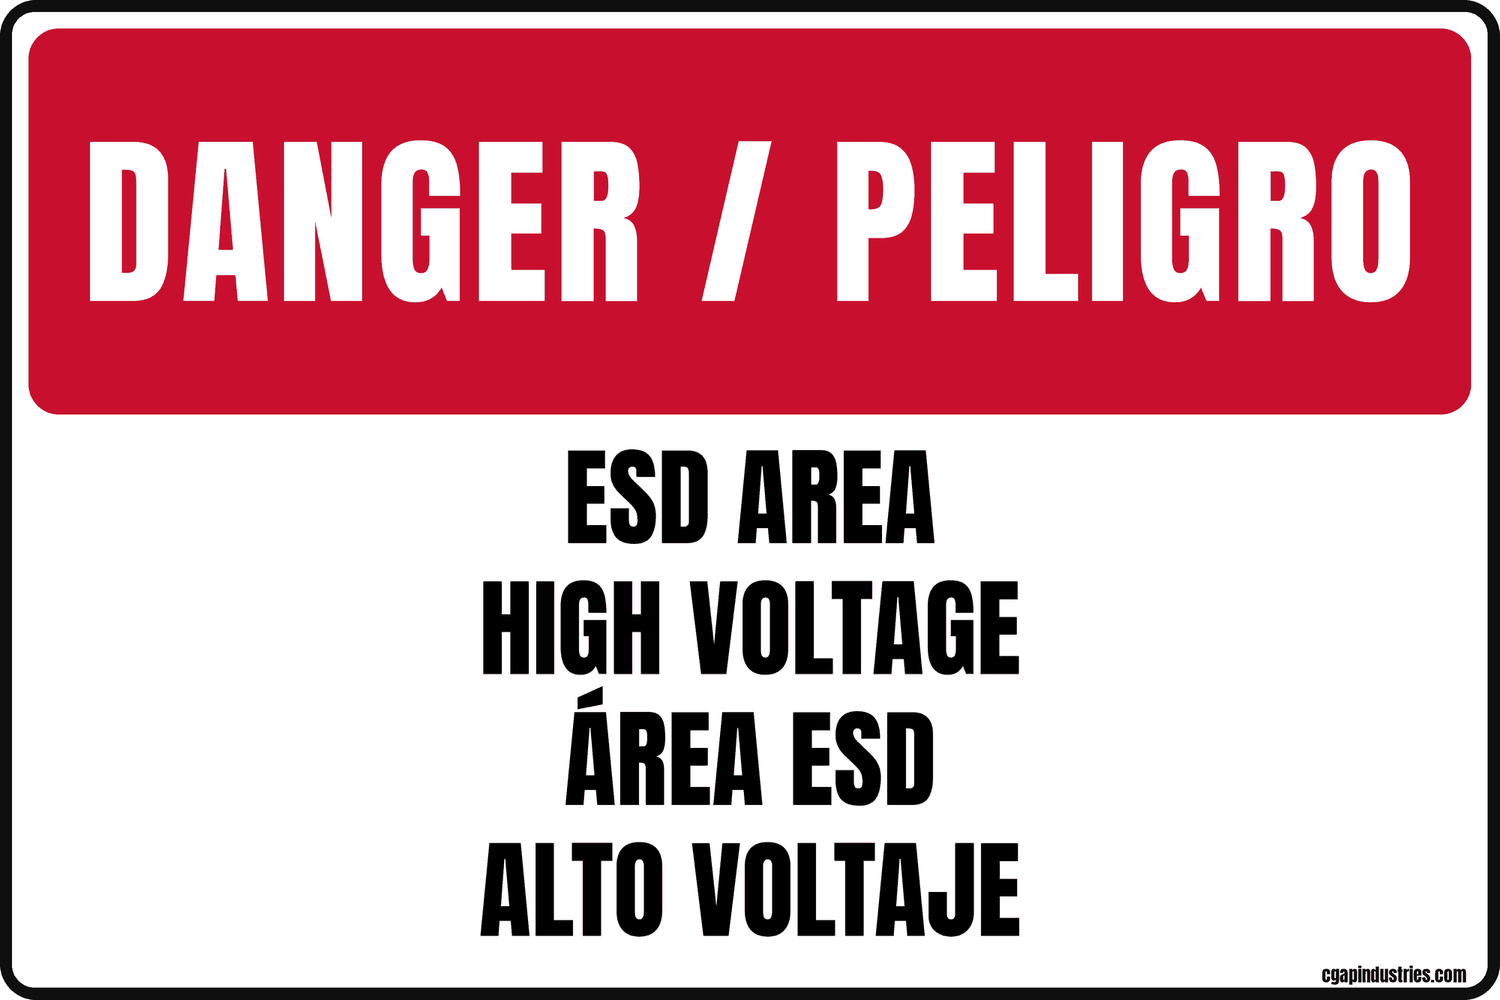 DANGER / PELIGRO
ESD AREA
HIGH VOLTAGE
ÁREA ESD
ALTO VOLTAJE
cgapindustries.com